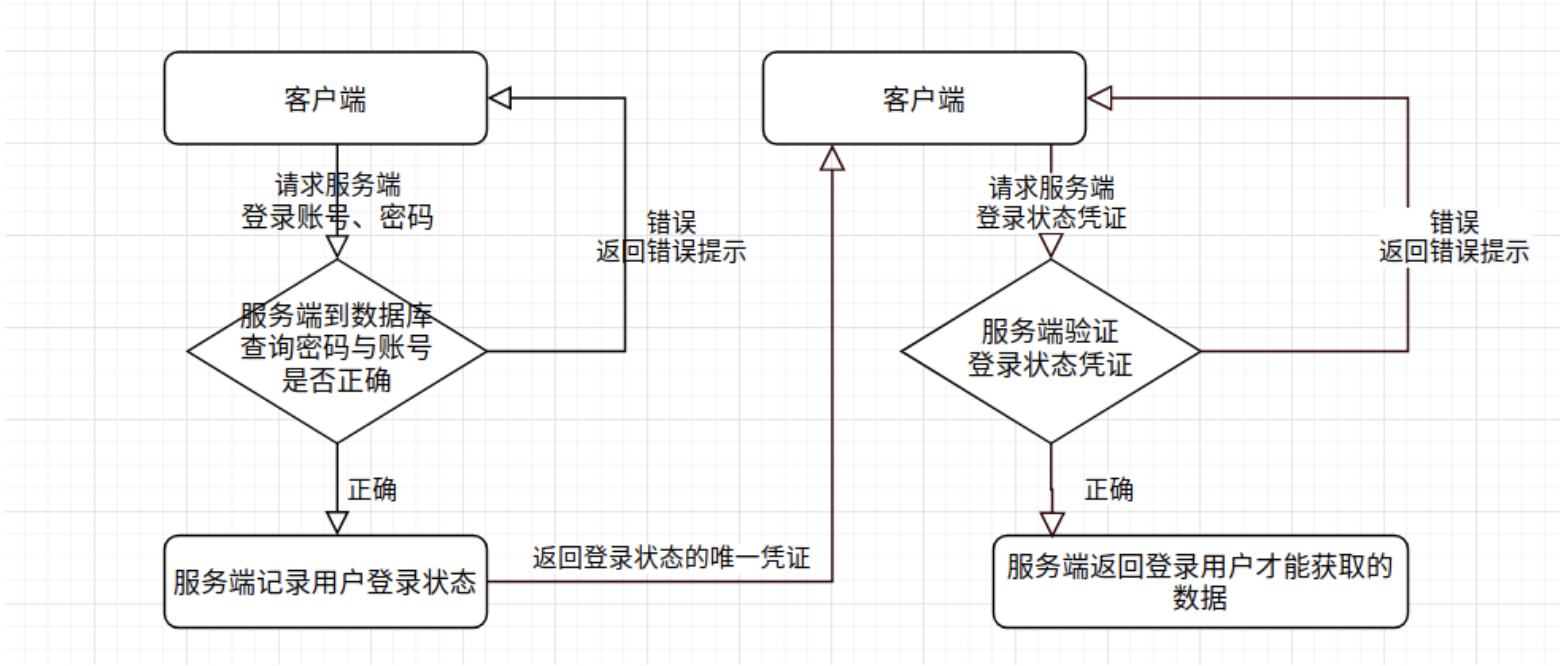 客户端
请求服务端
登录账号、密码
错误
返回错误提示
服务端到数据库
查询密码与账号
是否正确
正确
服务端记录用户登录状态
返回登录状态的唯一凭证
客户端
请求服务端
登录状态凭证
错误
返回错误提示
服务端验证
登录状态凭证
正确
服务端返回登录用户才能获取的
数据